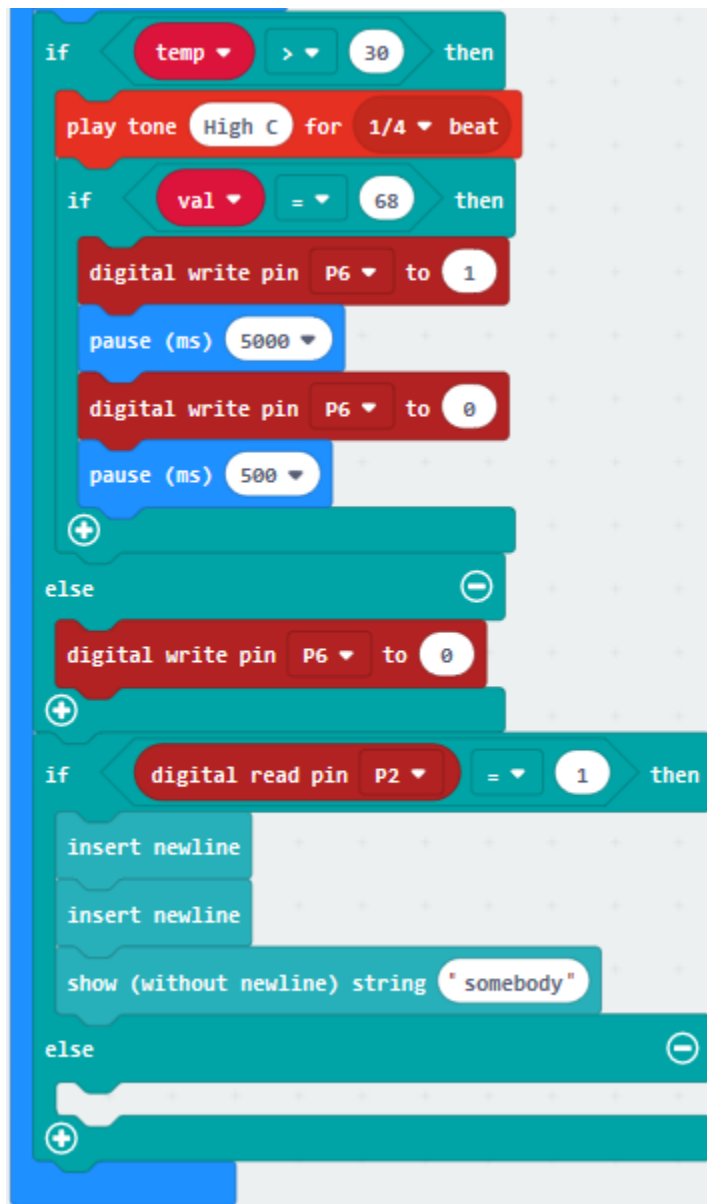 if temp > 30 then
play tone High C for 1/4 beat
if val = 68 then
digital write pin P6 to 1
pause (ms) 5000
digital write pin P6 to 0
pause (ms) 500
else
digital write pin P6 to 0
if digital read pin P2 = 1 then
insert newline
insert newline
show (without newline) string "somebody"
else